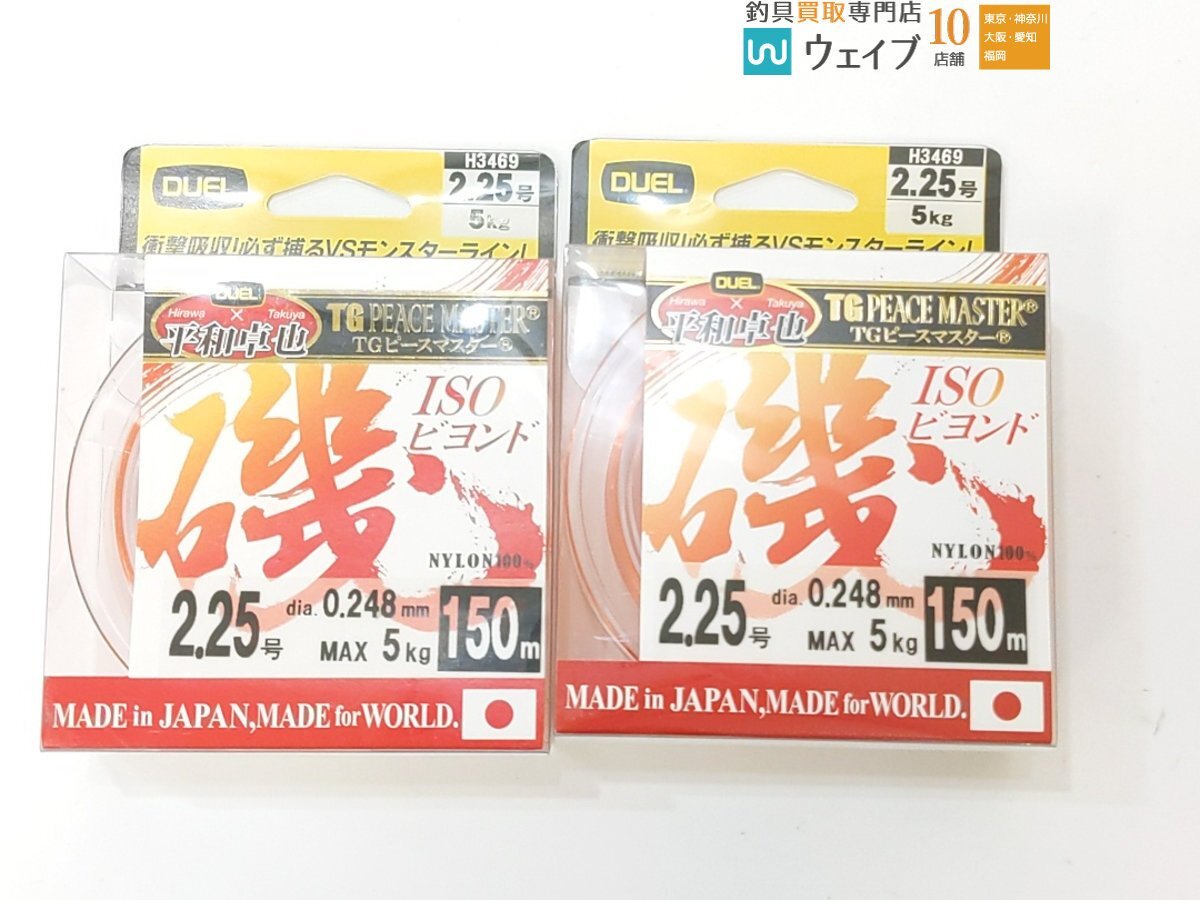 釣具買取専門店
ウェイブ
10
店舗
東京・神奈川
大阪・愛知
福岡
DUEL
H3469
2.25号
5kg
衝撃吸収!必ず捕るVSモンスターライン!
DUEL
Hirawa × Takuya
平和卓也
TG PEACE MASTER®
TGピースマスター®
磯
ISO
ビヨンド
NYLON100%
2.25号
dia. 0.248mm
MAX 5kg
150m
MADE in JAPAN,MADE for WORLD.
DUEL
H3469
2.25号
5kg
衝撃吸収!必ず捕るVSモンスターライン!
DUEL
Hirawa × Takuya
平和卓也
TG PEACE MASTER®
TGピースマスター®
磯
ISO
ビヨンド
NYLON100%
2.25号
dia. 0.248mm
MAX 5kg
150m
MADE in JAPAN,MADE for WORLD.